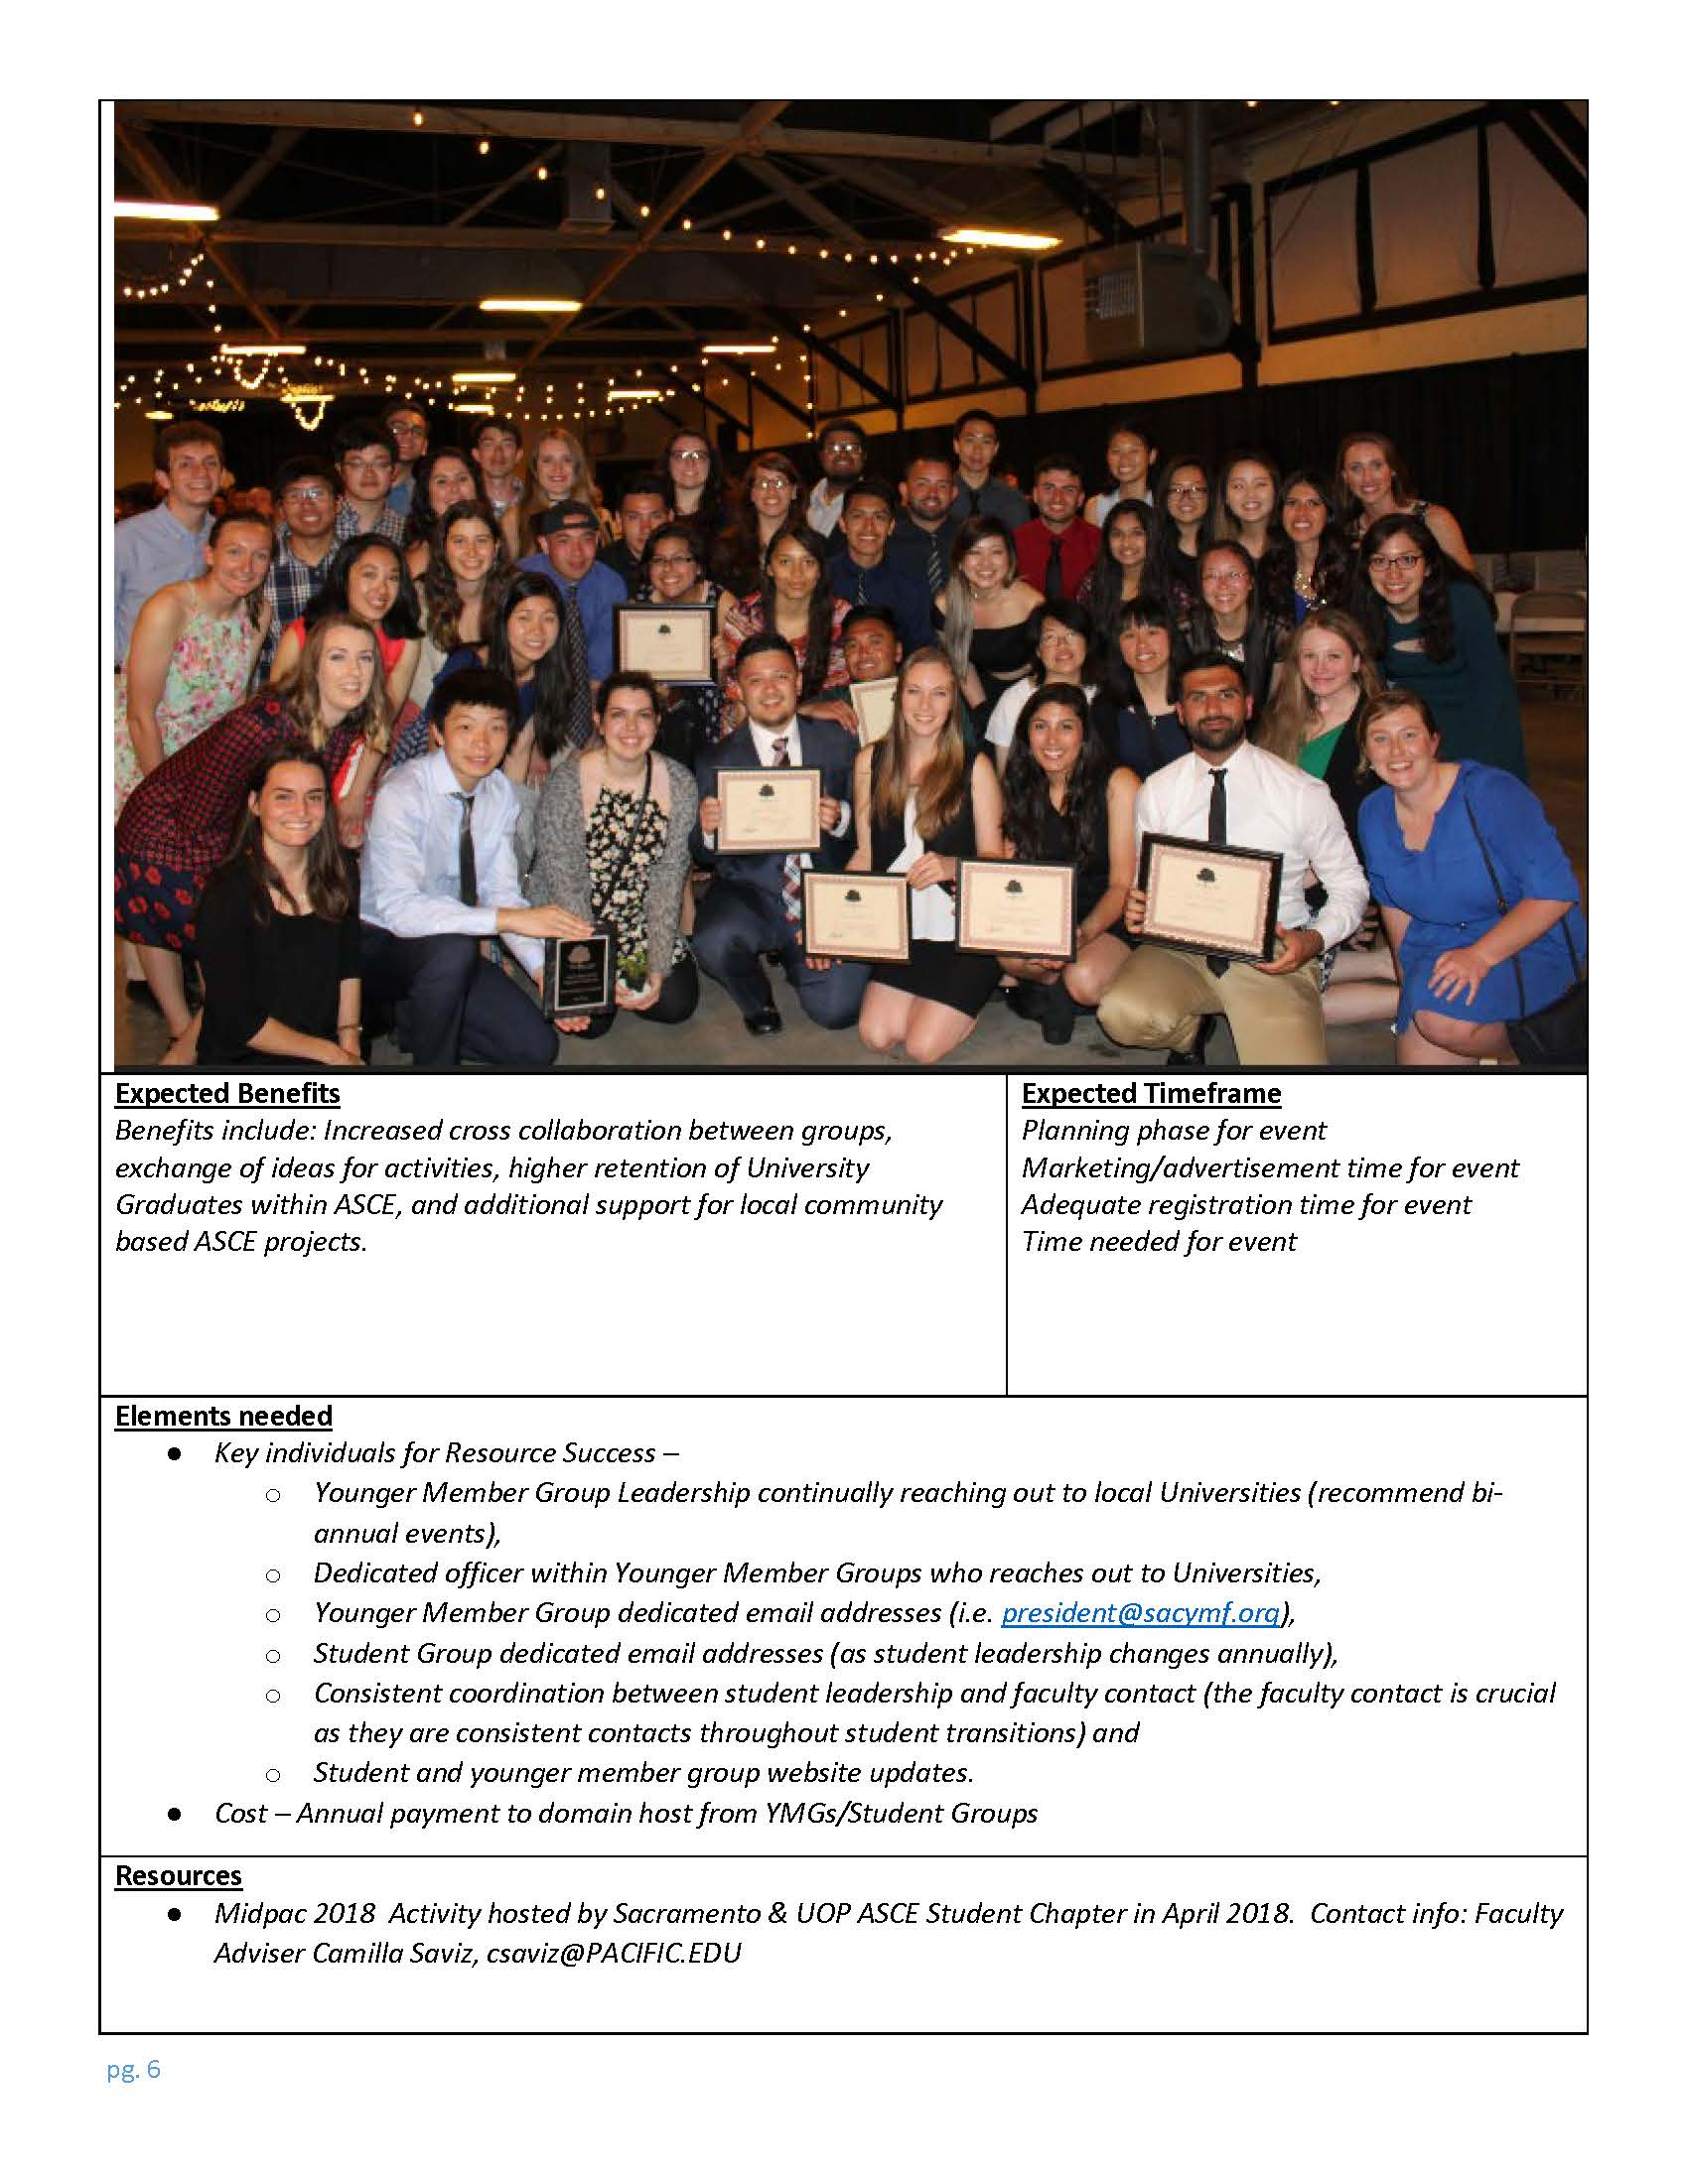 Expected Benefits
Benefits include: Increased cross collaboration between groups,
exchange of ideas for activities, higher retention of University
Graduates within ASCE, and additional support for local community
based ASCE projects.
Expected Timeframe
Planning phase for event
Marketing/advertisement time for event
Adequate registration time for event
Time needed for event
Elements needed
● Key individuals for Resource Success –
o Younger Member Group Leadership continually reaching out to local Universities (recommend bi-
annual events),
o Dedicated officer within Younger Member Groups who reaches out to Universities,
o Younger Member Group dedicated email addresses (i.e. president@sacymf.org),
o Student Group dedicated email addresses (as student leadership changes annually),
o Consistent coordination between student leadership and faculty contact (the faculty contact is crucial
as they are consistent contacts throughout student transitions) and
o Student and younger member group website updates.
● Cost – Annual payment to domain host from YMGs/Student Groups
Resources
● Midpac 2018  Activity hosted by Sacramento & UOP ASCE Student Chapter in April 2018.  Contact info: Faculty
Adviser Camilla Saviz, csaviz@PACIFIC.EDU
pg. 6